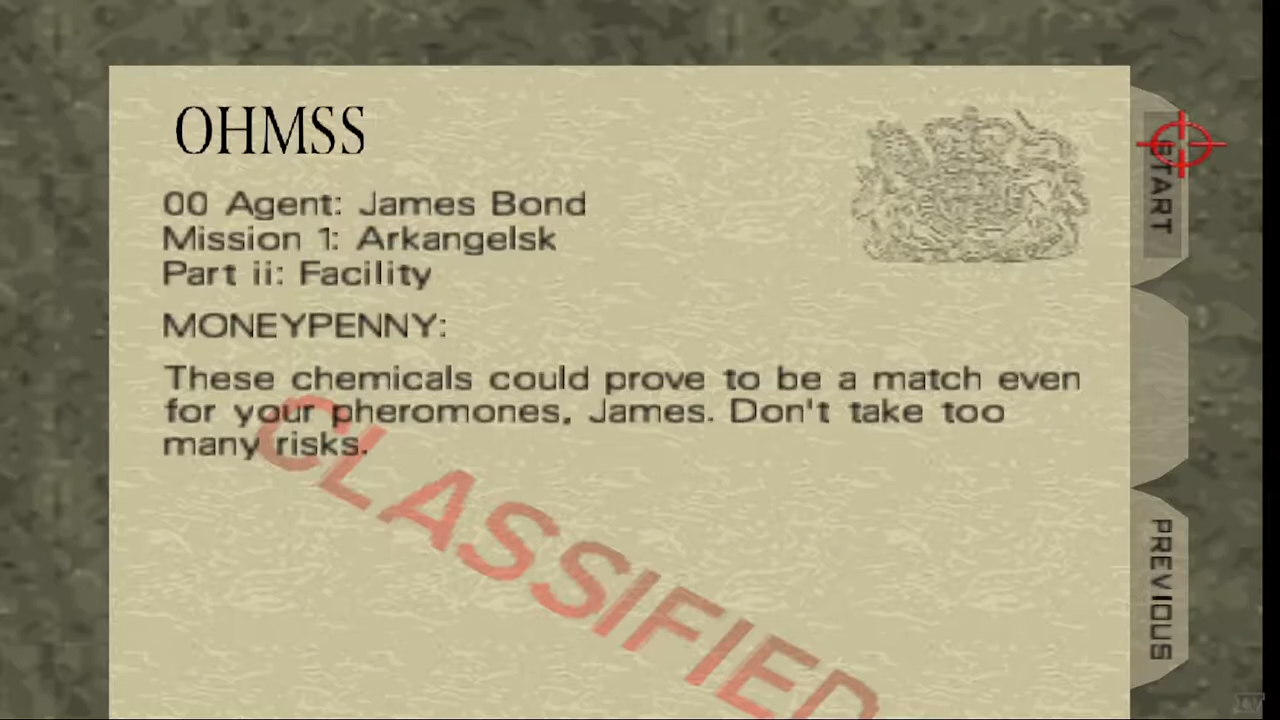 OHMSS
00 Agent: James Bond
Mission 1: Arkangelsk
Part ii: Facility
MONEYPENNY:
These chemicals could prove to be a match even
for your pheromones, James. Don't take too
many risks.
CLASSIFIED
START
PREVIOUS